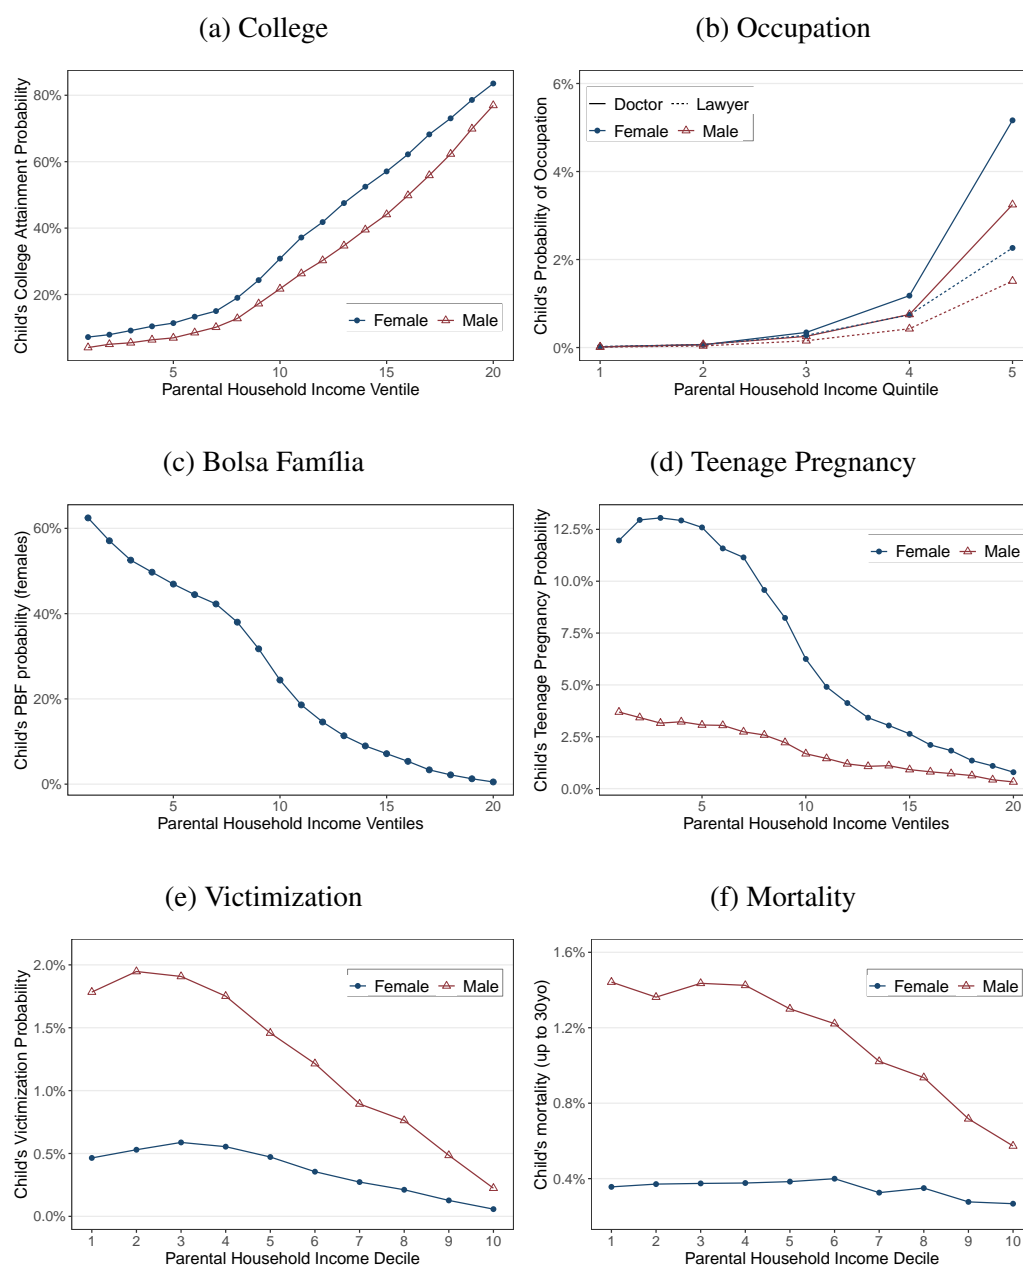 (a) College
80%
60%
40%
20%
5
10
15
20
Child's College Attainment Probability
Parental Household Income Ventile
Female
Male
(b) Occupation
6%
4%
2%
0%
1
2
3
4
5
Child's Probability of Occupation
Parental Household Income Quintile
Doctor
Lawyer
Female
Male
(c) Bolsa Família
60%
40%
20%
0%
5
10
15
20
Child's PBF probability (females)
Parental Household Income Ventiles
(d) Teenage Pregnancy
12.5%
10.0%
7.5%
5.0%
2.5%
0.0%
5
10
15
20
Child's Teenage Pregnancy Probability
Parental Household Income Ventiles
Female
Male
(e) Victimization
2.0%
1.5%
1.0%
0.5%
0.0%
1
2
3
4
5
6
7
8
9
10
Child's Victimization Probability
Parental Household Income Decile
Female
Male
(f) Mortality
1.6%
1.2%
0.8%
0.4%
1
2
3
4
5
6
7
8
9
10
Child's mortality (up to 30yo)
Parental Household Income Decile
Female
Male